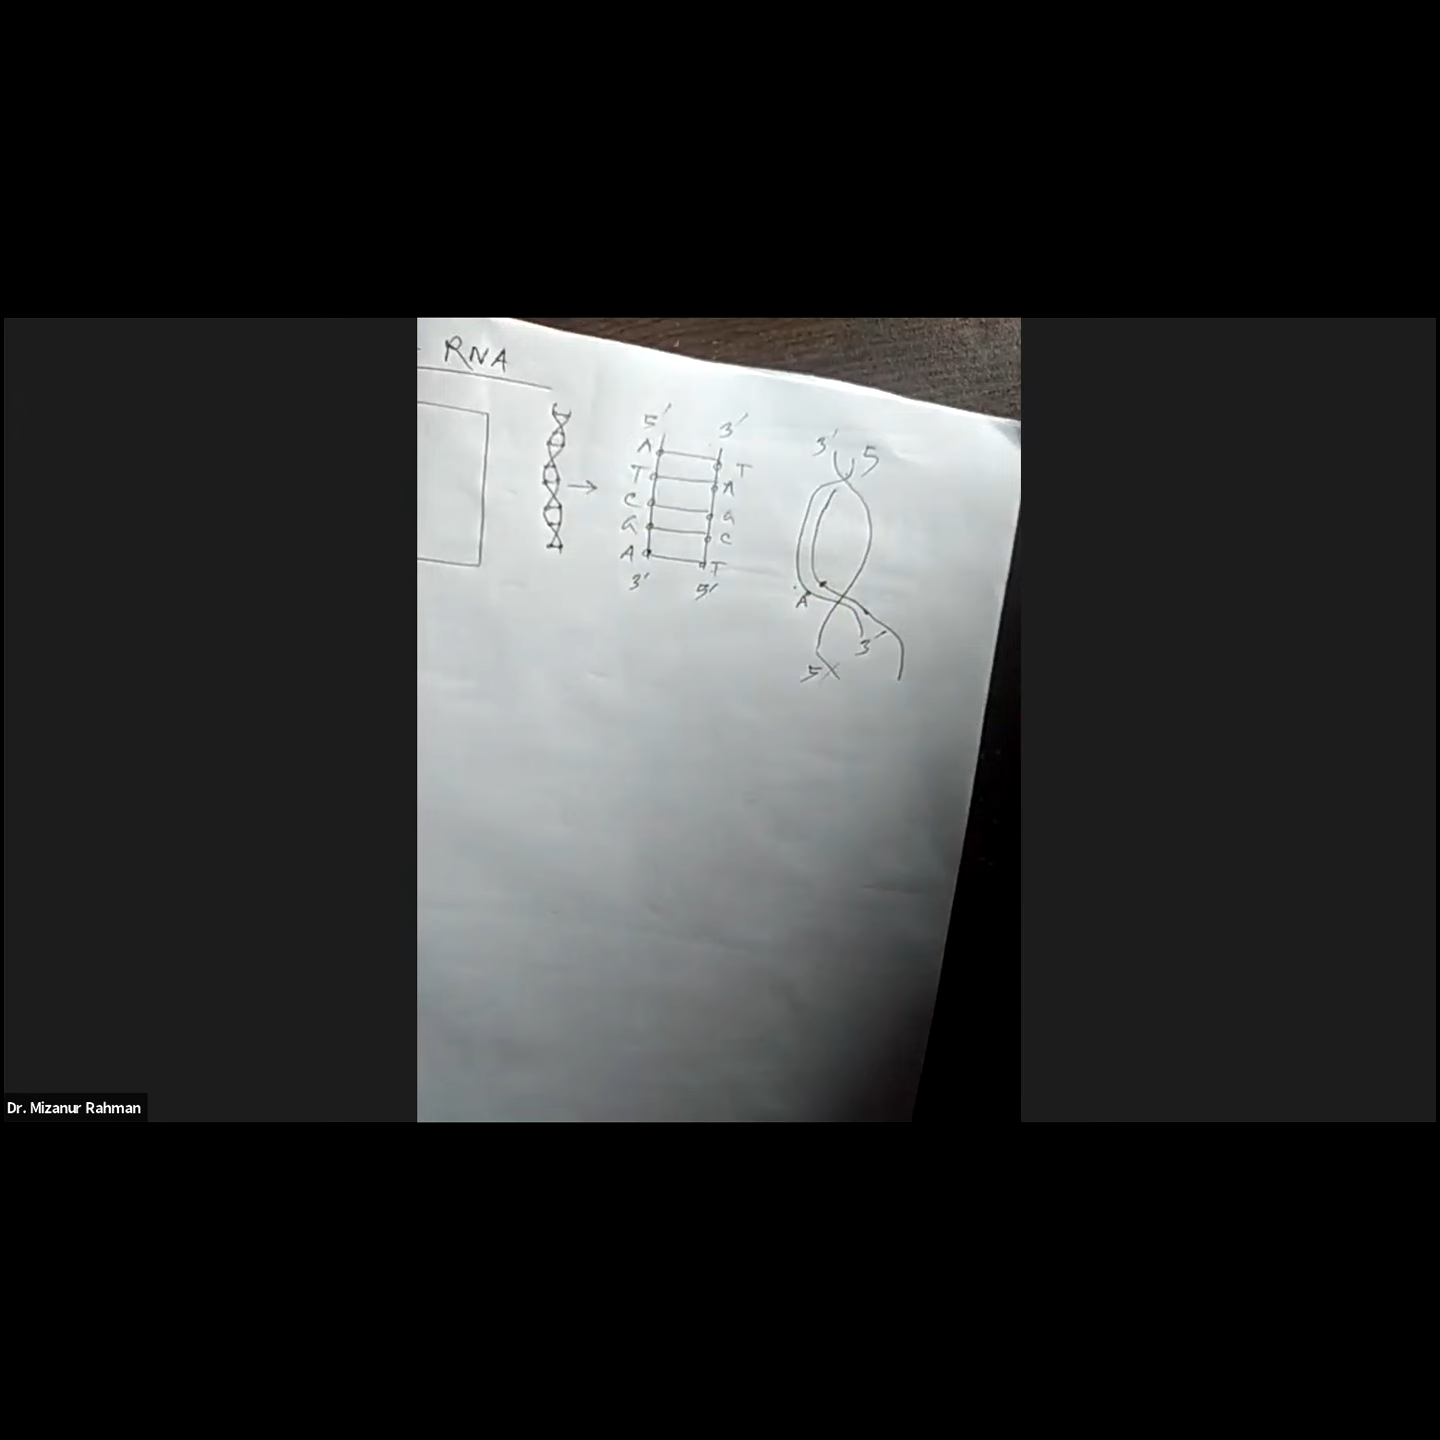 RNA
5′ 3′
A T
T A
C G
G C
A T
3′ 5′
3′ 5
A
3′
5
Dr. Mizanur Rahman